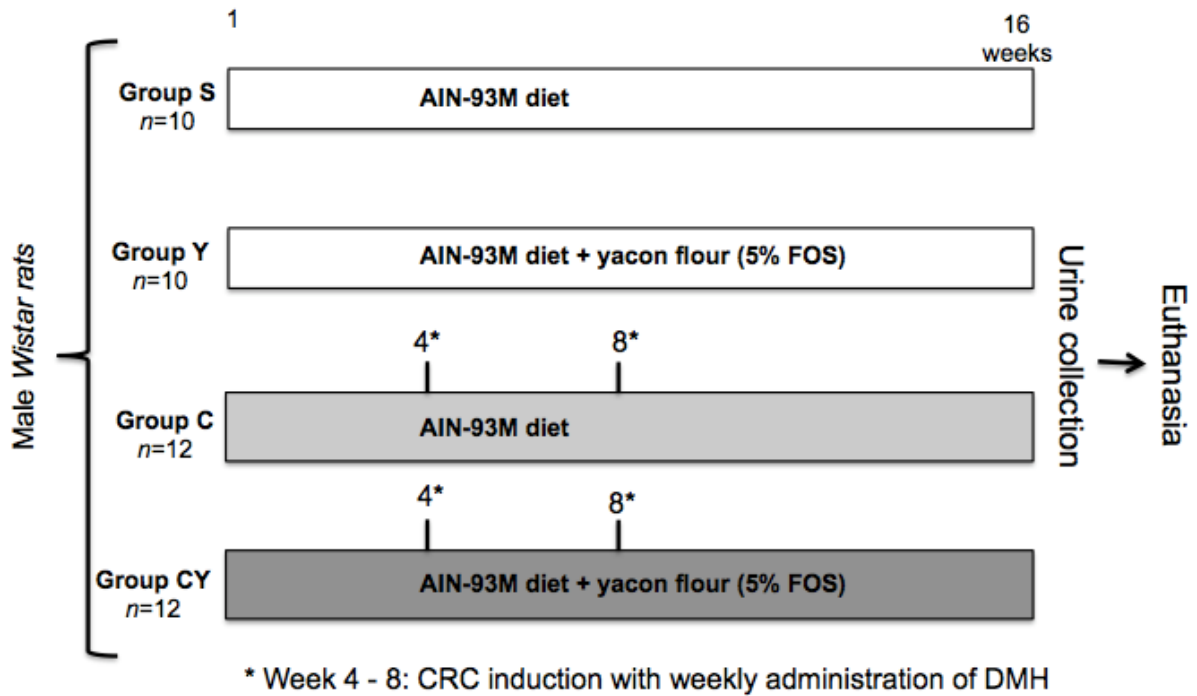 1
16
weeks
Male Wistar rats
Group S
n=10
AIN-93M diet
Group Y
n=10
AIN-93M diet + yacon flour (5% FOS)
4*
8*
Group C
n=12
AIN-93M diet
4*
8*
Group CY
n=12
AIN-93M diet + yacon flour (5% FOS)
Urine collection
Euthanasia
* Week 4 - 8: CRC induction with weekly administration of DMH